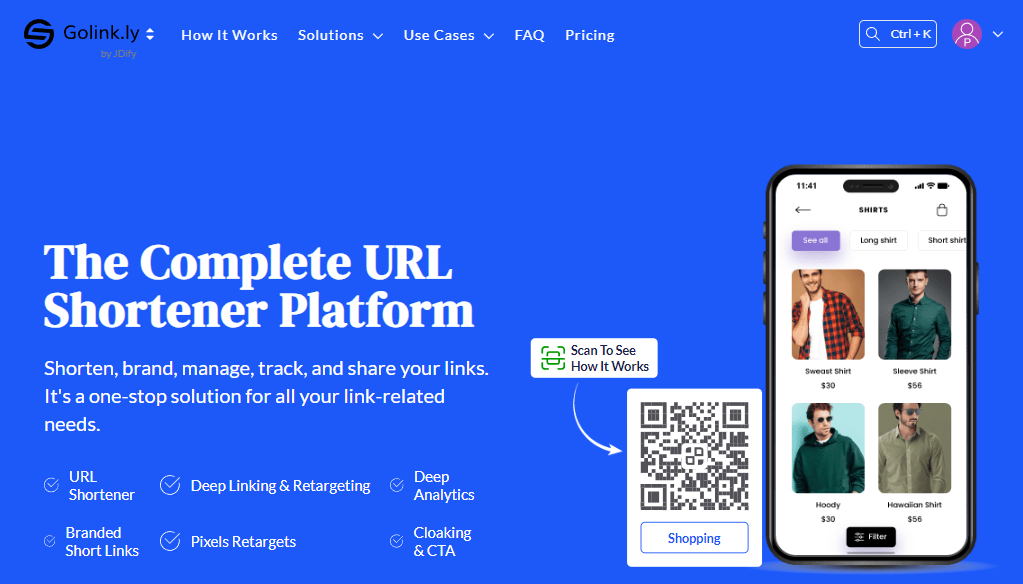 Golink.ly
by JDify
How It Works
Solutions
Use Cases
FAQ
Pricing
Ctrl + K
P
The Complete URL
Shortener Platform
Shorten, brand, manage, track, and share your links.
It's a one-stop solution for all your link-related
needs.
URL
Shortener
Deep Linking & Retargeting
Deep
Analytics
Branded
Short Links
Pixels Retargets
Cloaking
& CTA
Scan To See
How It Works
Shopping
11:41
SHIRTS
See all
Long shirt
Short shirt
Sweast Shirt
$30
Sleeve Shirt
$56
Hoody
$30
Hawaiian Shirt
$56
Filter